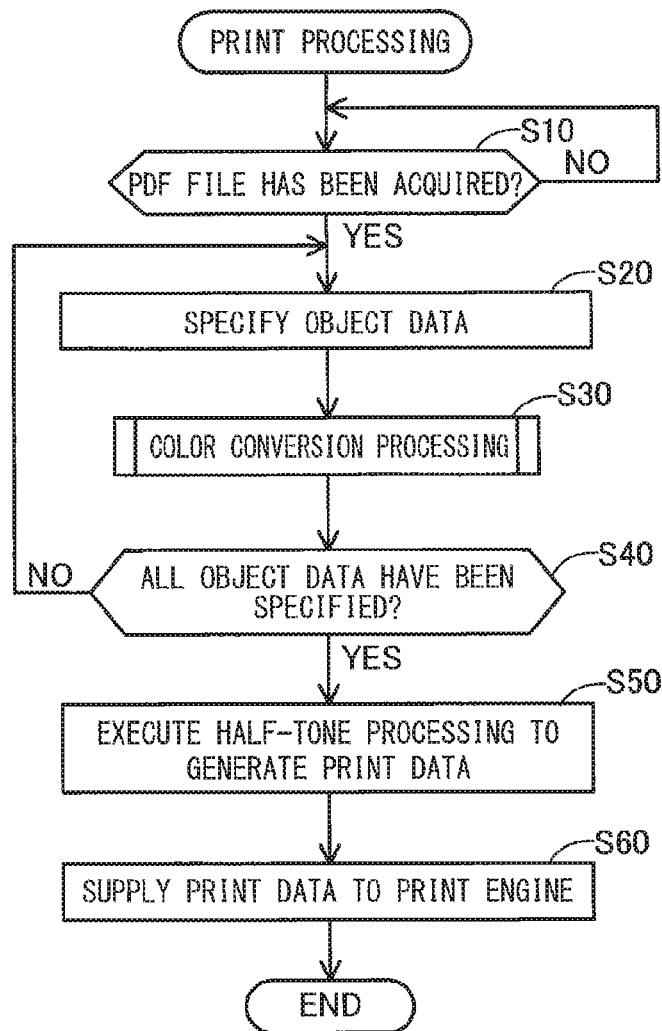 PRINT PROCESSING
S10
PDF FILE HAS BEEN ACQUIRED?
NO
YES
S20
SPECIFY OBJECT DATA
S30
COLOR CONVERSION PROCESSING
S40
NO
ALL OBJECT DATA HAVE BEEN
SPECIFIED?
YES
S50
EXECUTE HALF-TONE PROCESSING TO
GENERATE PRINT DATA
S60
SUPPLY PRINT DATA TO PRINT ENGINE
END